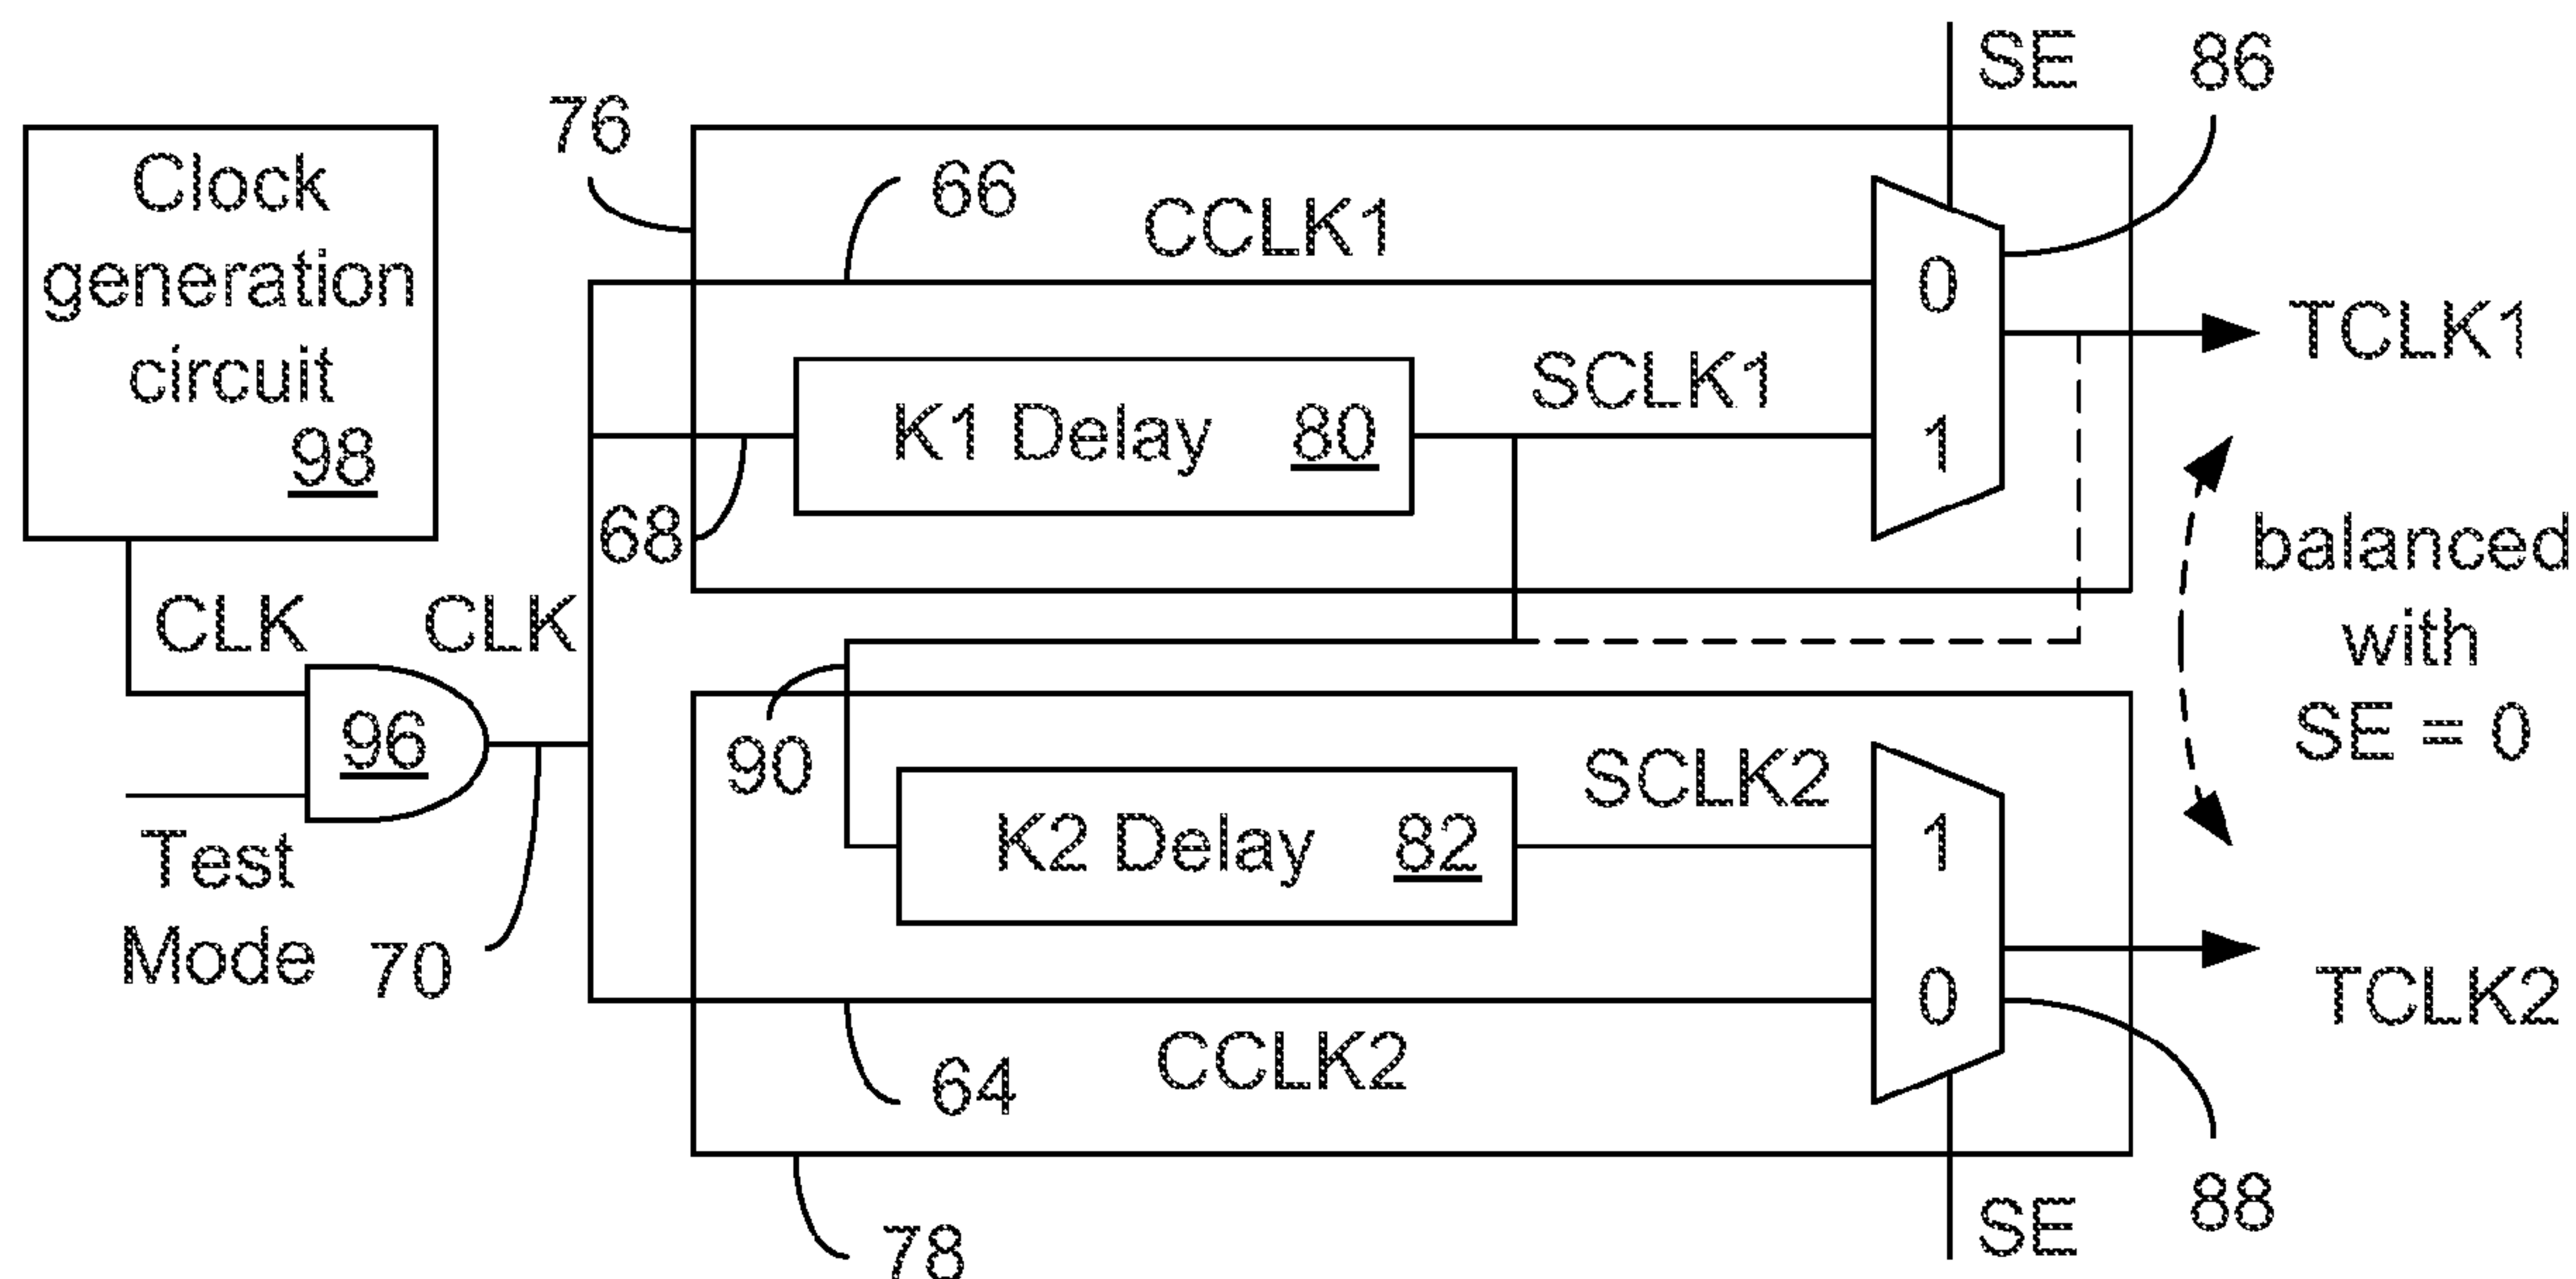 SE
86
76
Clock
generation
circuit
98
66
CCLK1
0
TCLK1
K1 Delay 80
SCLK1
1
68
balanced
with
SE = 0
CLK
CLK
96
90
K2 Delay 82
SCLK2
1
Test
Mode
70
0
TCLK2
64
CCLK2
88
SE
78